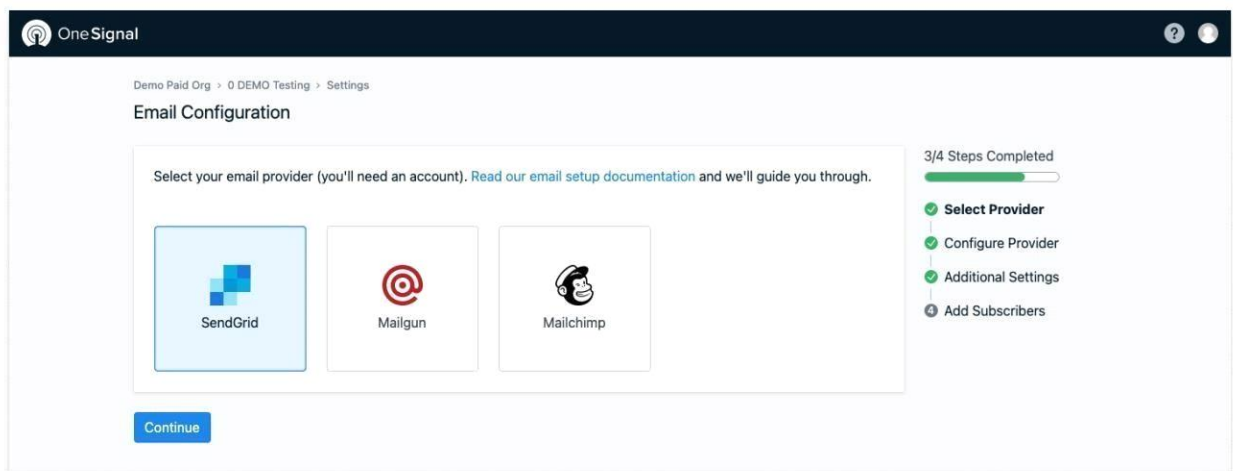 OneSignal
?
Demo Paid Org > 0 DEMO Testing > Settings
Email Configuration
Select your email provider (you'll need an account). Read our email setup documentation and we'll guide you through.
SendGrid
Mailgun
Mailchimp
Continue
3/4 Steps Completed
Select Provider
Configure Provider
Additional Settings
4 Add Subscribers